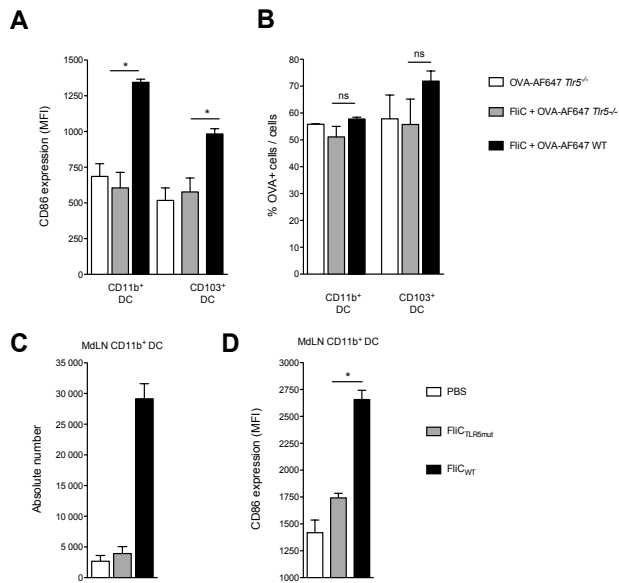 A
1500
1250
1000
750
500
250
0
CD86 expression (MFI)
*
*
CD11b+
DC
CD103+
DC
B
80
70
60
50
40
30
20
10
0
% OVA+ cells / cells
ns
ns
CD11b+
DC
CD103+
DC
OVA-AF647 Tlr5-/-
FliC + OVA-AF647 Tlr5-/-
FliC + OVA-AF647 WT
C
MdLN CD11b+ DC
35 000
30 000
25 000
20 000
15 000
10 000
5 000
0
Absolute number
D
MdLN CD11b+ DC
3000
2750
2500
2250
2000
1750
1500
1250
1000
CD86 expression (MFI)
*
PBS
FliCTLR5mut
FliCWT